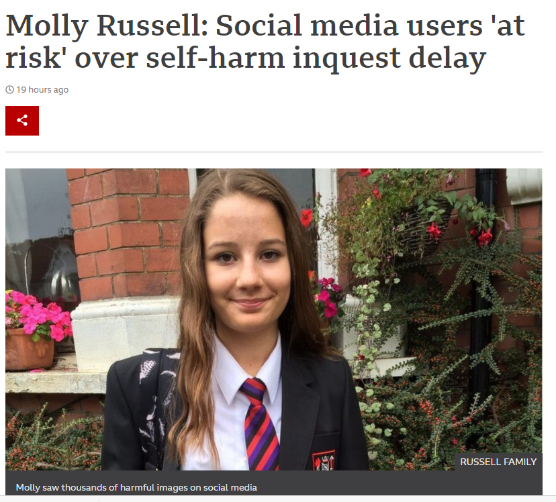 Molly Russell: Social media users 'at
risk' over self-harm inquest delay
19 hours ago
RUSSELL FAMILY
Molly saw thousands of harmful images on social media